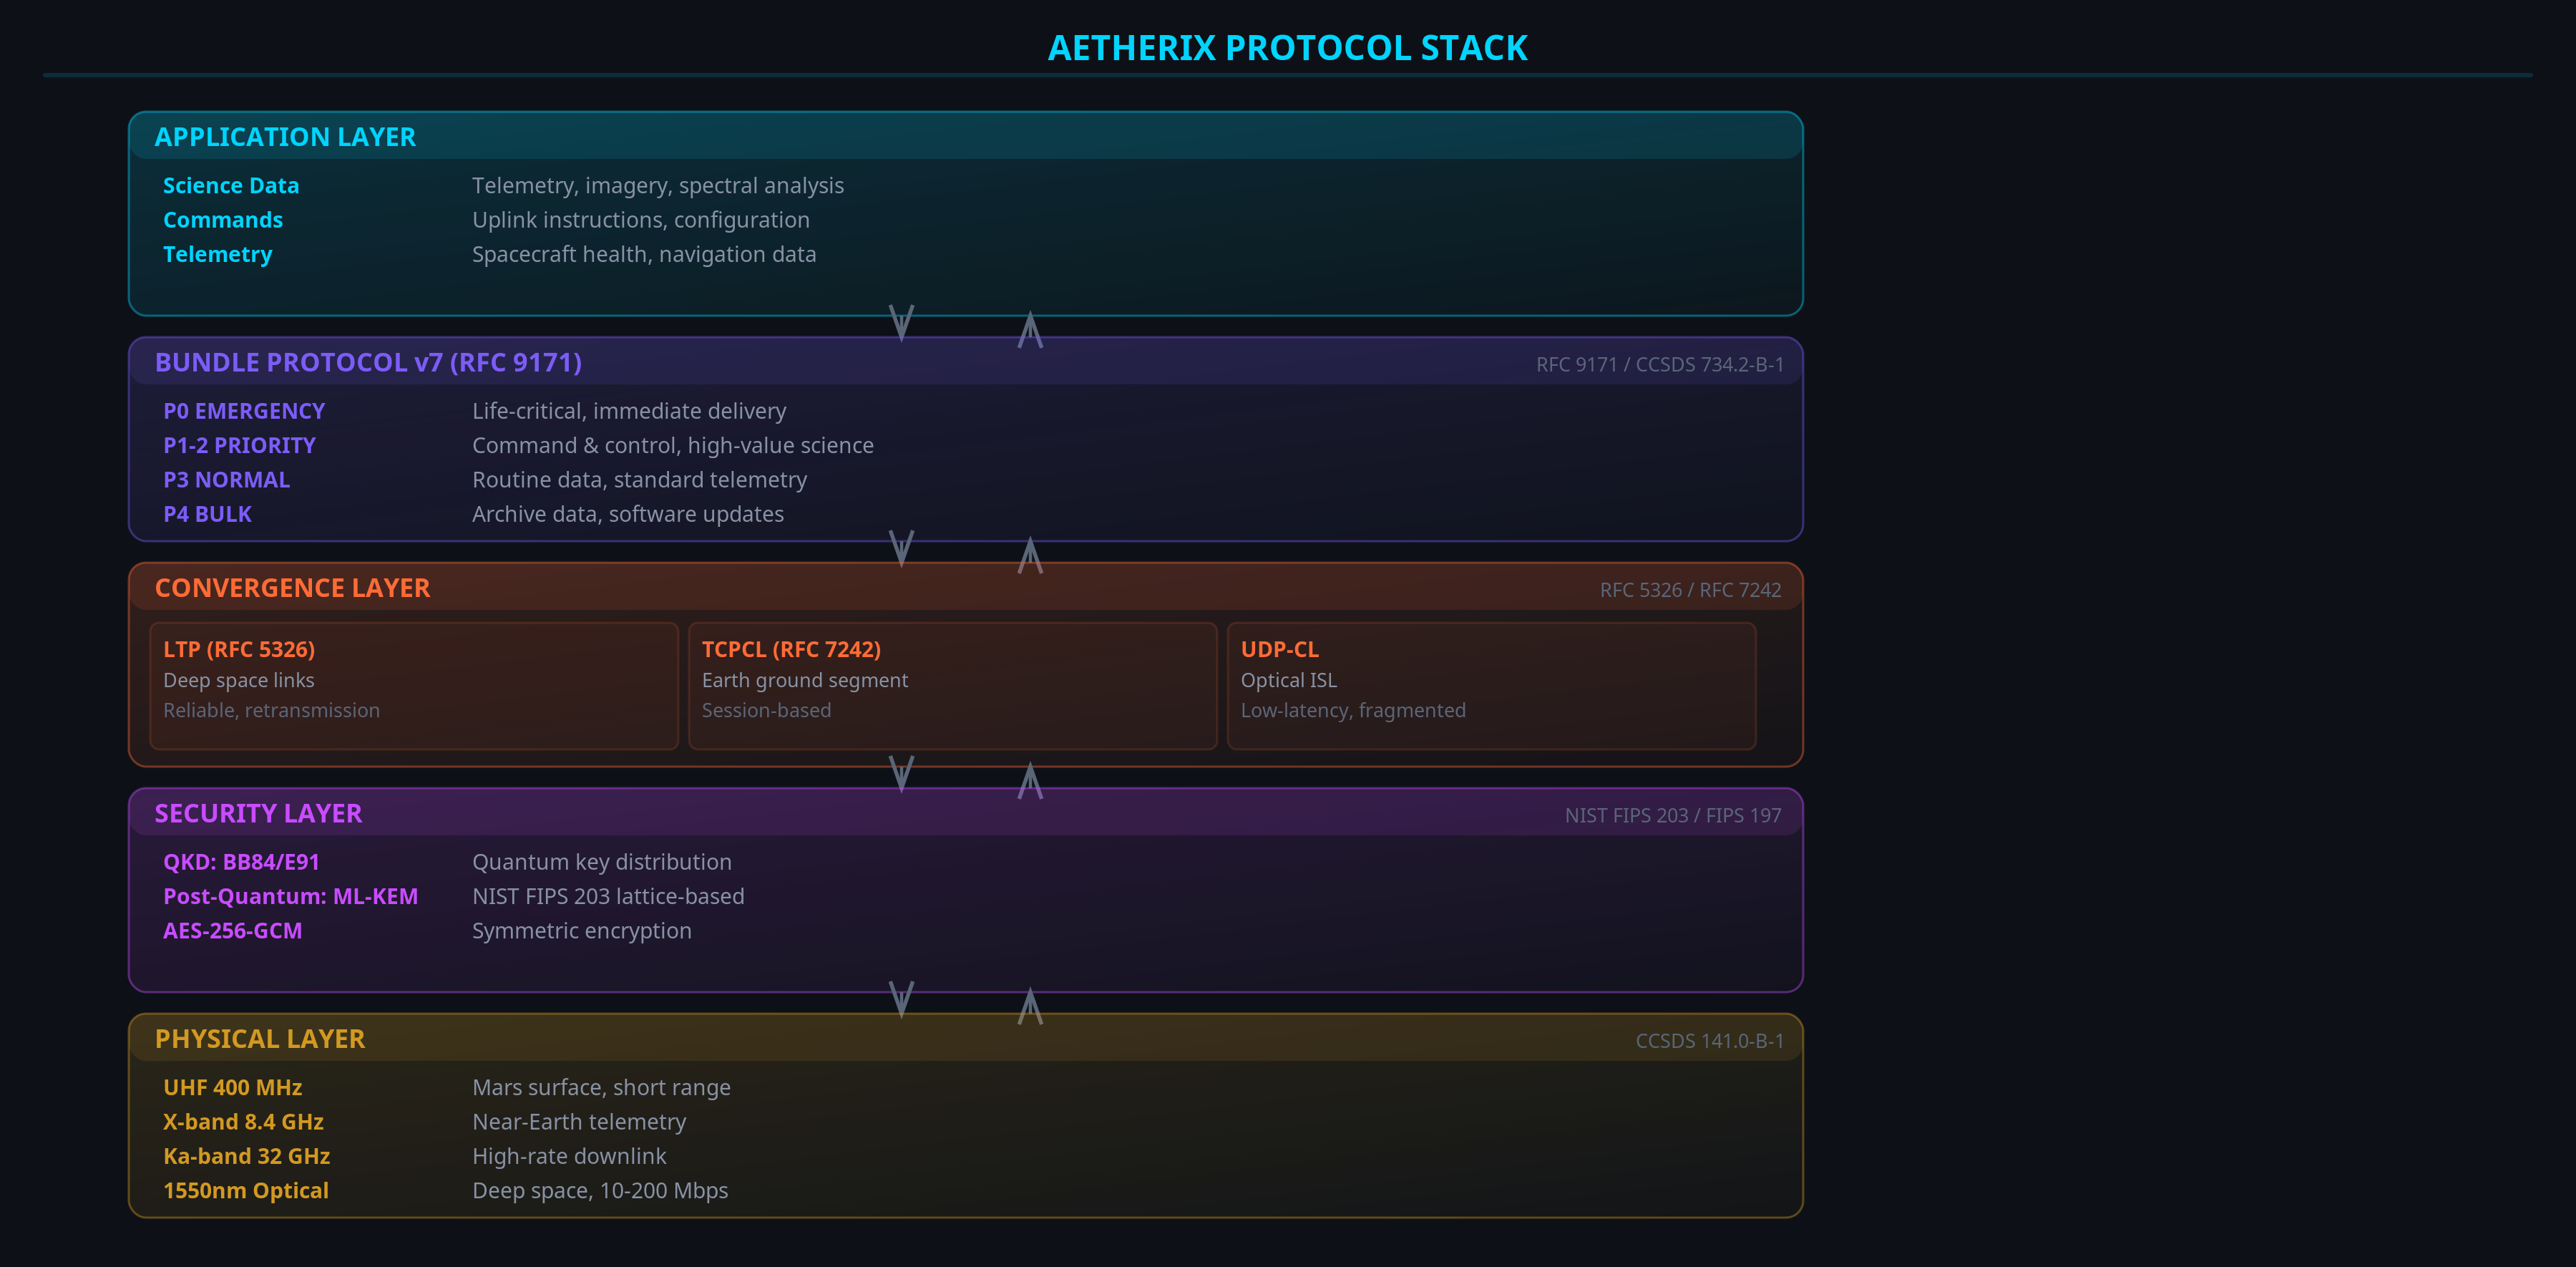 AETHERIX PROTOCOL STACK
APPLICATION LAYER
Science Data Telemetry, imagery, spectral analysis
Commands Uplink instructions, configuration
Telemetry Spacecraft health, navigation data
BUNDLE PROTOCOL v7 (RFC 9171) RFC 9171 / CCSDS 734.2-B-1
P0 EMERGENCY Life-critical, immediate delivery
P1-2 PRIORITY Command & control, high-value science
P3 NORMAL Routine data, standard telemetry
P4 BULK Archive data, software updates
CONVERGENCE LAYER RFC 5326 / RFC 7242
LTP (RFC 5326)
Deep space links
Reliable, retransmission
TCPCL (RFC 7242)
Earth ground segment
Session-based
UDP-CL
Optical ISL
Low-latency, fragmented
SECURITY LAYER NIST FIPS 203 / FIPS 197
QKD: BB84/E91 Quantum key distribution
Post-Quantum: ML-KEM NIST FIPS 203 lattice-based
AES-256-GCM Symmetric encryption
PHYSICAL LAYER CCSDS 141.0-B-1
UHF 400 MHz Mars surface, short range
X-band 8.4 GHz Near-Earth telemetry
Ka-band 32 GHz High-rate downlink
1550nm Optical Deep space, 10-200 Mbps